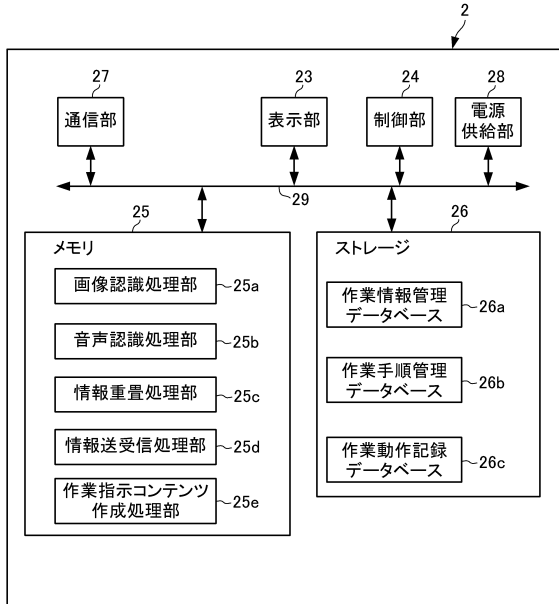 2
27
23
24
28
通信部
表示部
制御部
電源
供給部
29
25
メモリ
画像認識処理部
25a
音声認識処理部
25b
情報重畳処理部
25c
情報送受信処理部
25d
作業指示コンテンツ
作成処理部
25e
26
ストレージ
作業情報管理
データベース
26a
作業手順管理
データベース
26b
作業動作記録
データベース
26c